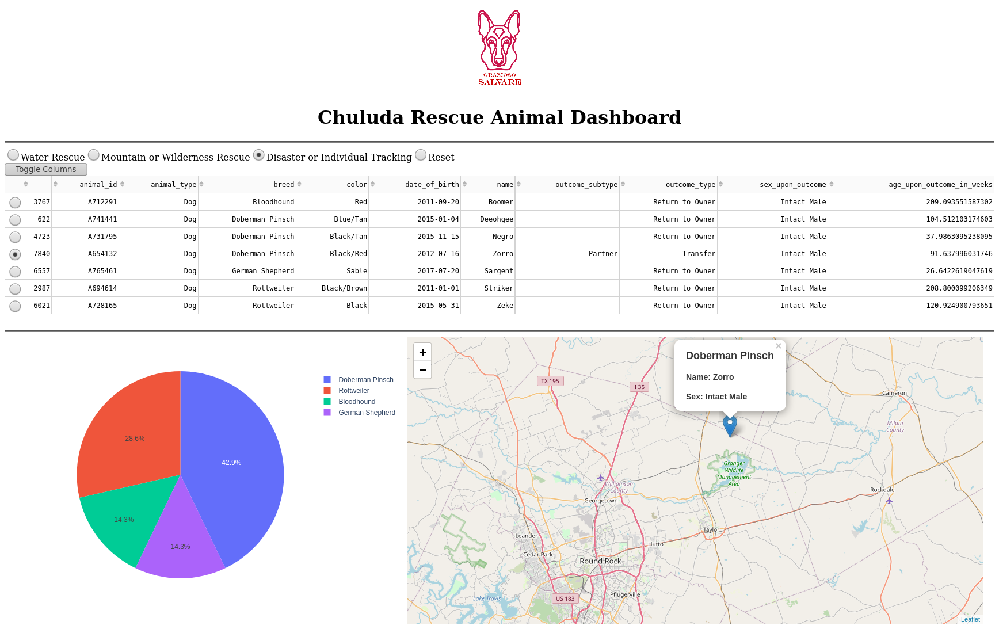 GRAZIOSO
SALVARE
Chuluda Rescue Animal Dashboard
Water Rescue Mountain or Wilderness Rescue Disaster or Individual Tracking Reset
Toggle Columns
animal_id animal_type breed color date_of_birth name outcome_subtype outcome_type sex_upon_outcome age_upon_outcome_in_weeks
3767 A712291 Dog Bloodhound Red 2011-09-20 Boomer Return to Owner Intact Male 209.093551587302
622 A741441 Dog Doberman Pinsch Blue/Tan 2015-01-04 Deeohgee Return to Owner Intact Male 104.512103174603
4723 A731795 Dog Doberman Pinsch Black/Tan 2015-11-15 Negro Return to Owner Intact Male 37.9863095238095
7840 A654132 Dog Doberman Pinsch Black/Red 2012-07-16 Zorro Partner Transfer Intact Male 91.637996031746
6557 A765461 Dog German Shepherd Sable 2017-07-20 Sargent Return to Owner Intact Male 26.6422619047619
2987 A694614 Dog Rottweiler Black/Brown 2011-01-01 Striker Return to Owner Intact Male 208.800099206349
6021 A728165 Dog Rottweiler Black 2015-05-31 Zeke Return to Owner Intact Male 120.924900793651
Doberman Pinsch
Rottweiler
Bloodhound
German Shepherd
28.6%
42.9%
14.3%
14.3%
+
−
Doberman Pinsch
×
Name: Zorro
Sex: Intact Male
TX 195
I 35
Cameron
Milam
County
Granger
Wildlife
Management
Area
Williamson
County
Georgetown
Rockdale
Taylor
Leander
Hutto
Cedar Park
Round Rock
Pflugerville
US 183
Lake Travis
Leaflet